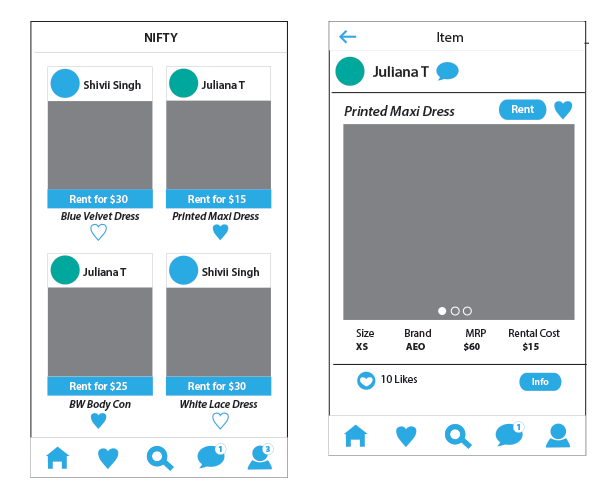 NIFTY
Shivii Singh
Juliana T
Rent for $30
Rent for $15
Blue Velvet Dress
Printed Maxi Dress
Juliana T
Shivii Singh
Rent for $25
Rent for $30
BW Body Con
White Lace Dress
1
3
Item
Juliana T
Printed Maxi Dress
Rent
Size
Brand
MRP
Rental Cost
XS
AEO
$60
$15
10 Likes
Info
1